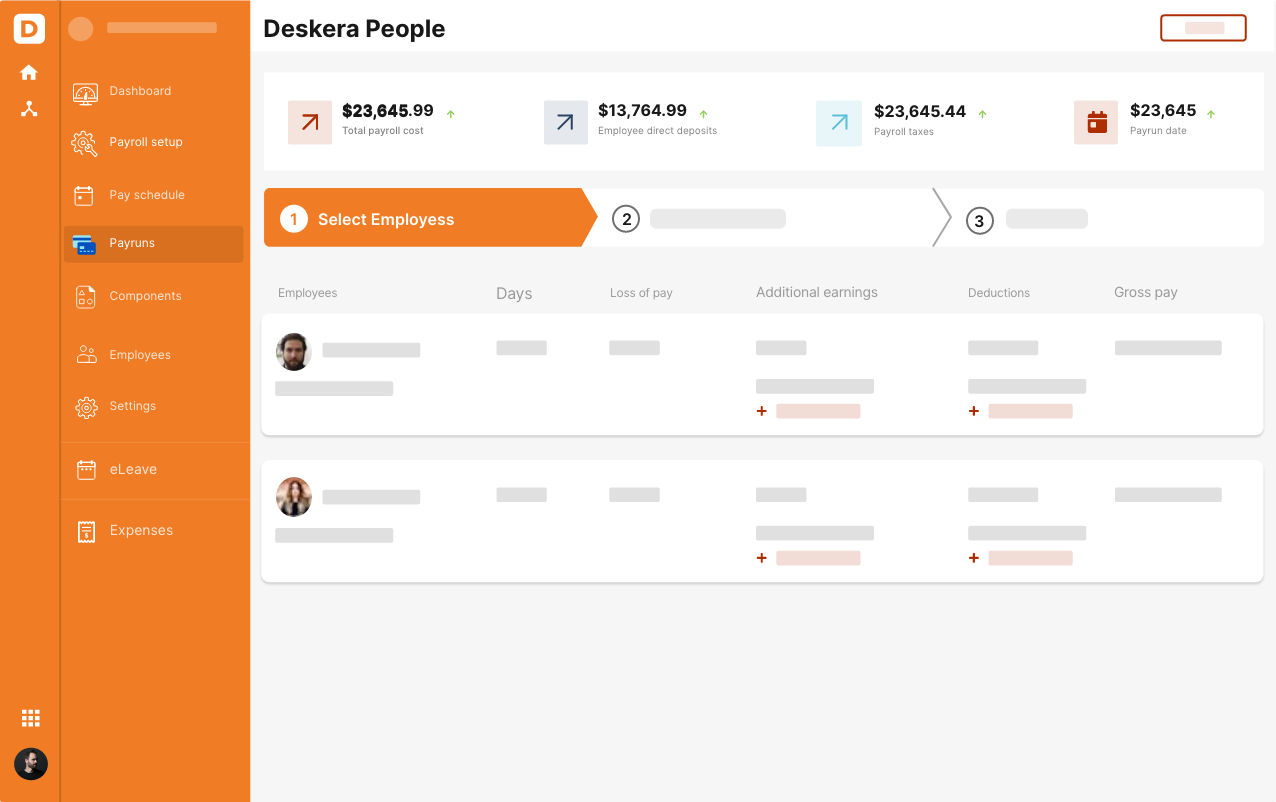 D
Deskera People
Dashboard
Payroll setup
Pay schedule
Payruns
Components
Employees
Settings
eLeave
Expenses
$23,645.99
Total payroll cost
$13,764.99
Employee direct deposits
$23,645.44
Payroll taxes
$23,645
Payrun date
1 Select Employess
2
3
Employees Days Loss of pay Additional earnings Deductions Gross pay
+ +
+ +